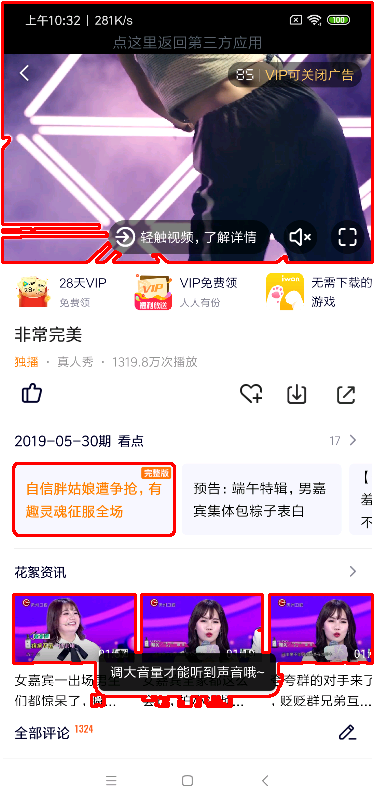 上午10:32 | 281K/s
100
点这里返回第三方应用
85 | VIP可关闭广告
轻触视频，了解详情
28天VIP
免费领
VIP免费领
人人有份
无需下载的
游戏
非常完美
独播 · 真人秀 · 1319.8万次播放
2019-05-30期 看点
17
完整版
自信胖姑娘遭争抢，有
趣灵魂征服全场
预告：端午特辑，男嘉
宾集体包粽子表白
花絮资讯
调大音量才能听到声音哦~
女嘉宾一出场
们都惊呆了，
夸群的对手来了
，贬贬群兄弟互...
全部评论 1324